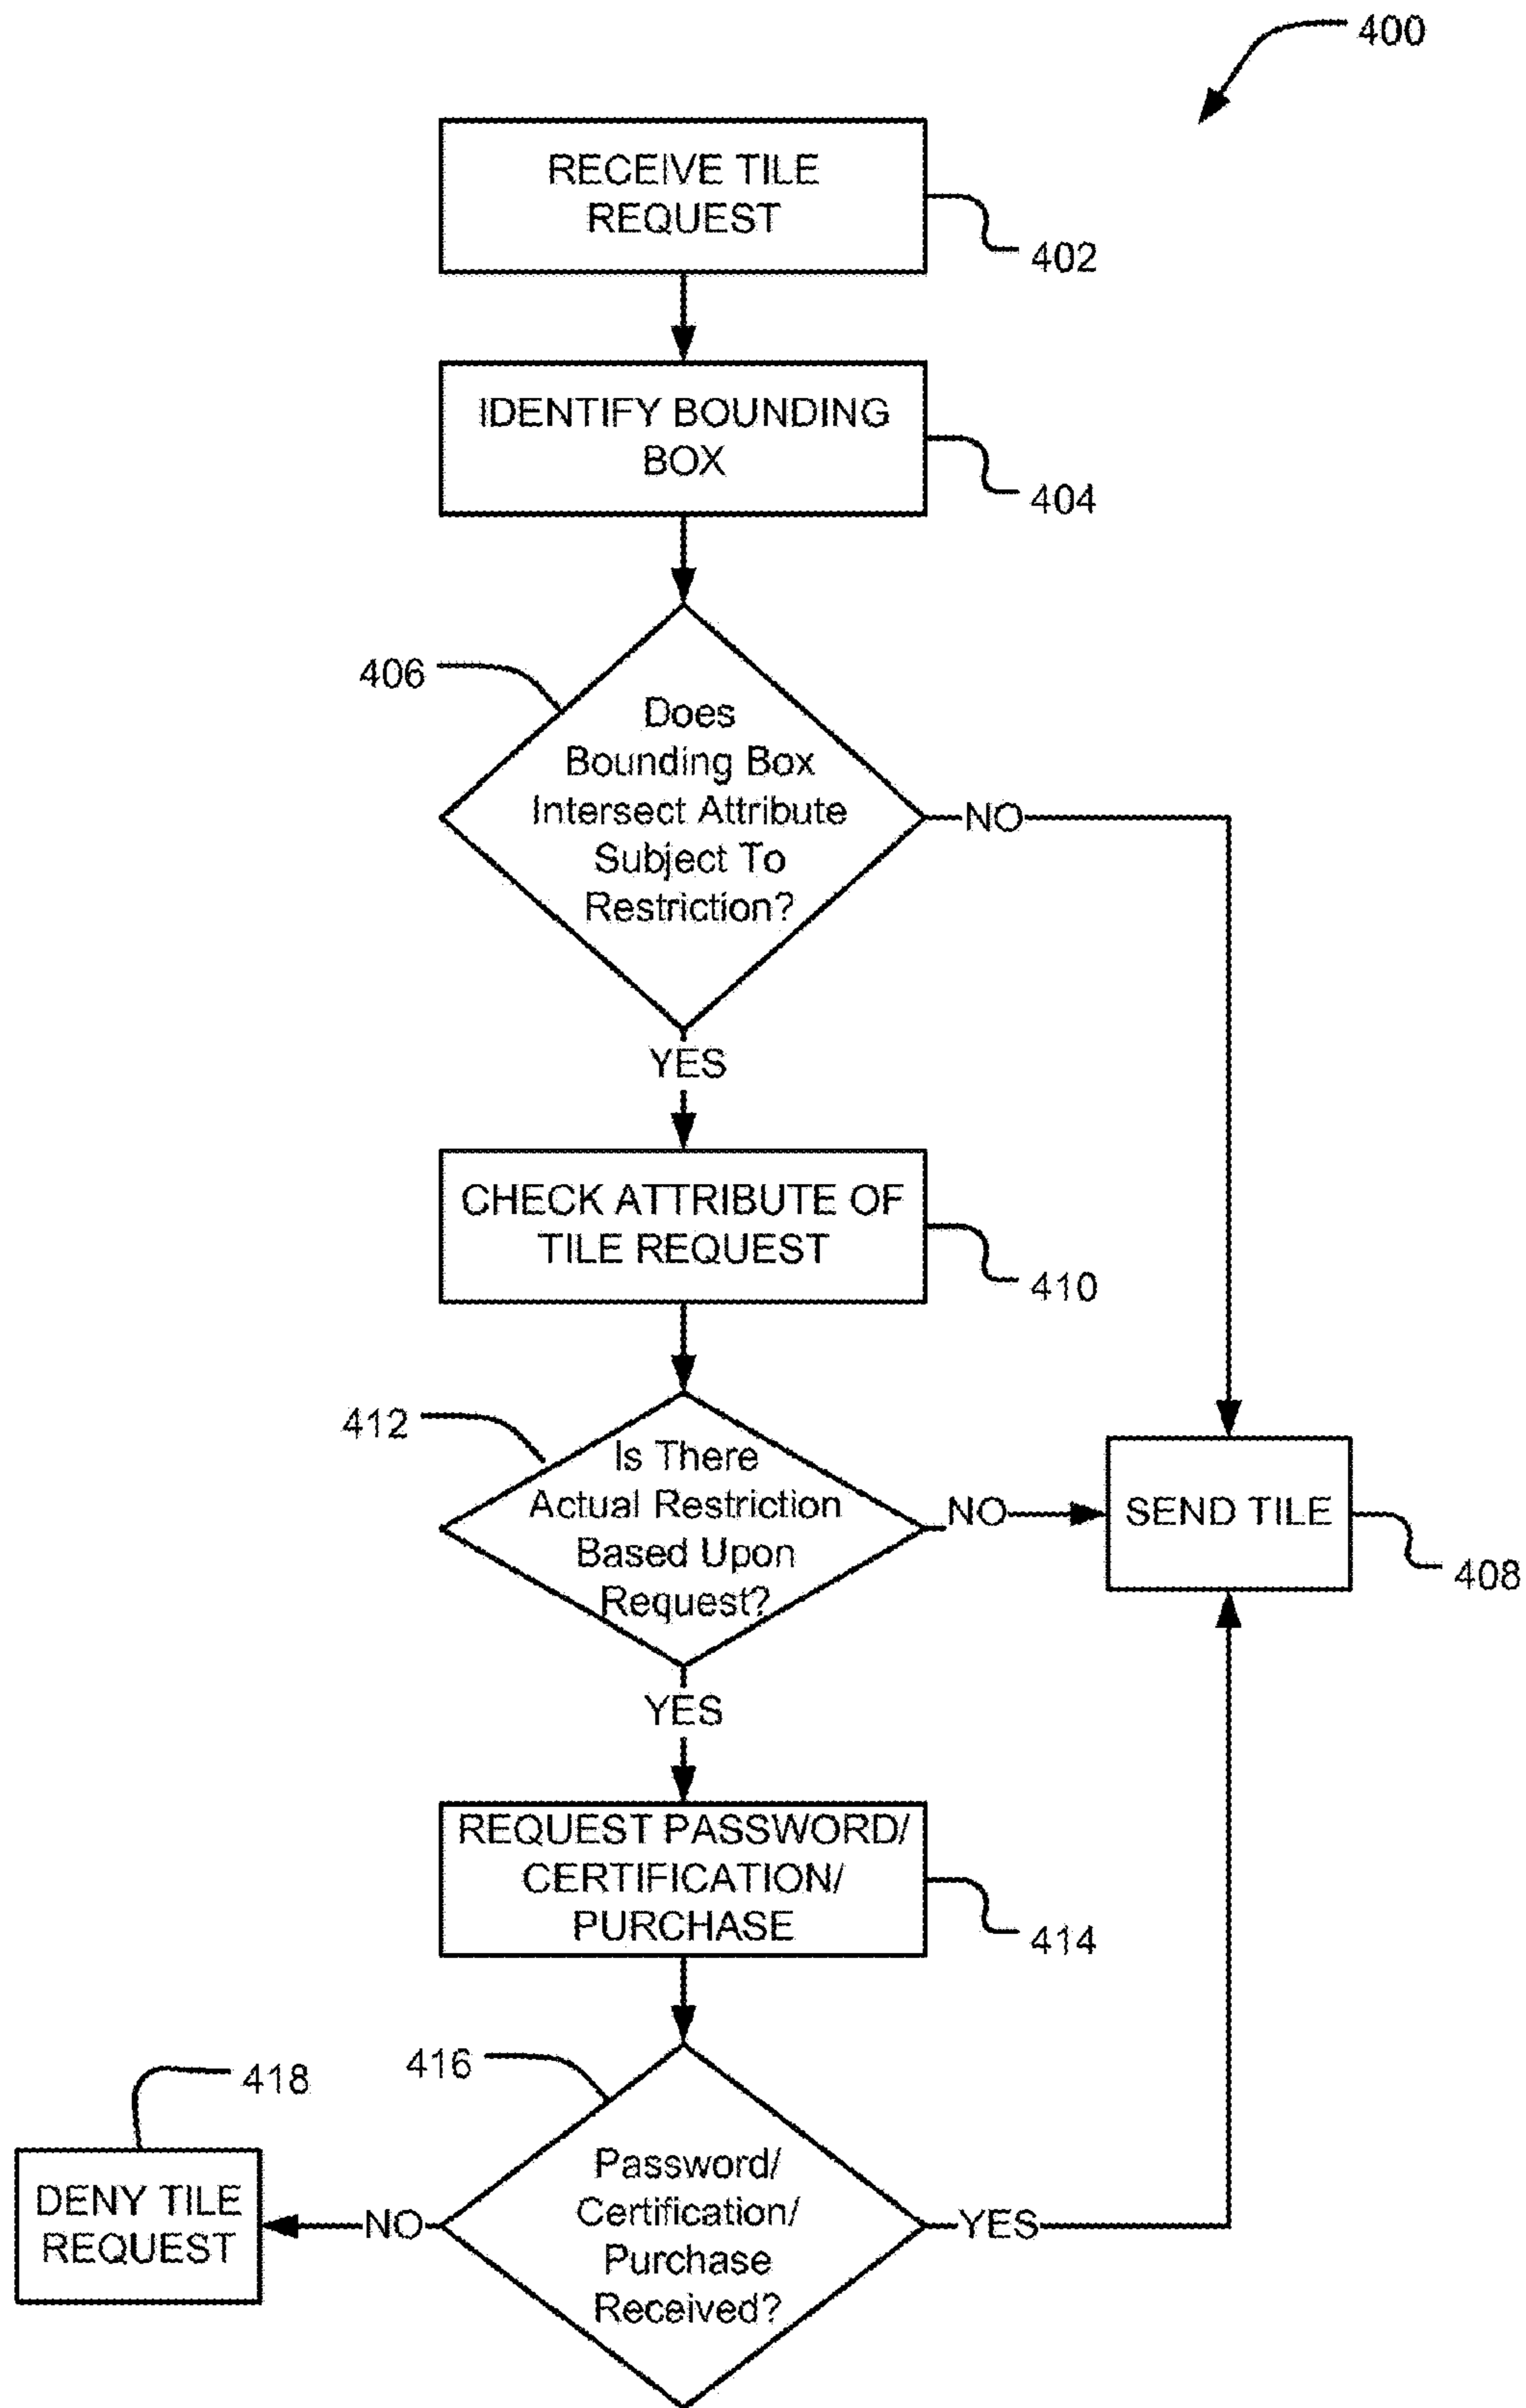 400
RECEIVE TILE
REQUEST
402
IDENTIFY BOUNDING
BOX
404
406
Does
Bounding Box
Intersect Attribute
Subject To
Restriction?
NO
YES
CHECK ATTRIBUTE OF
TILE REQUEST
410
412
Is There
Actual Restriction
Based Upon
Request?
NO
SEND TILE
408
YES
REQUEST PASSWORD/
CERTIFICATION/
PURCHASE
414
416
Password/
Certification/
Purchase
Received?
YES
NO
418
DENY TILE
REQUEST